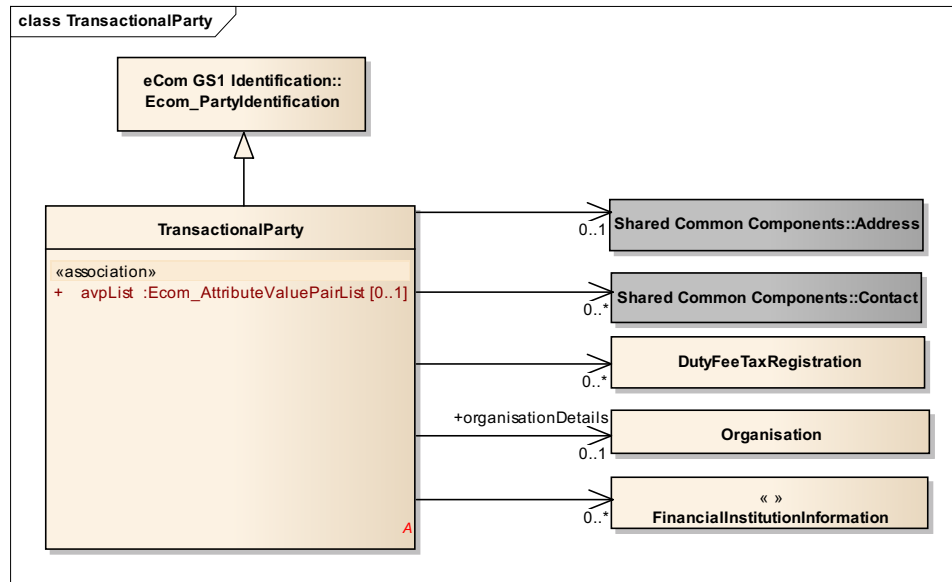 class TransactionalParty
eCom GS1 Identification::
Ecom_PartyIdentification
TransactionalParty
«association»
+ avpList :Ecom_AttributeValuePairList [0..1]
A
0..1
Shared Common Components::Address
0..*
Shared Common Components::Contact
0..*
DutyFeeTaxRegistration
+organisationDetails
0..1
Organisation
0..*
« »
FinancialInstitutionInformation